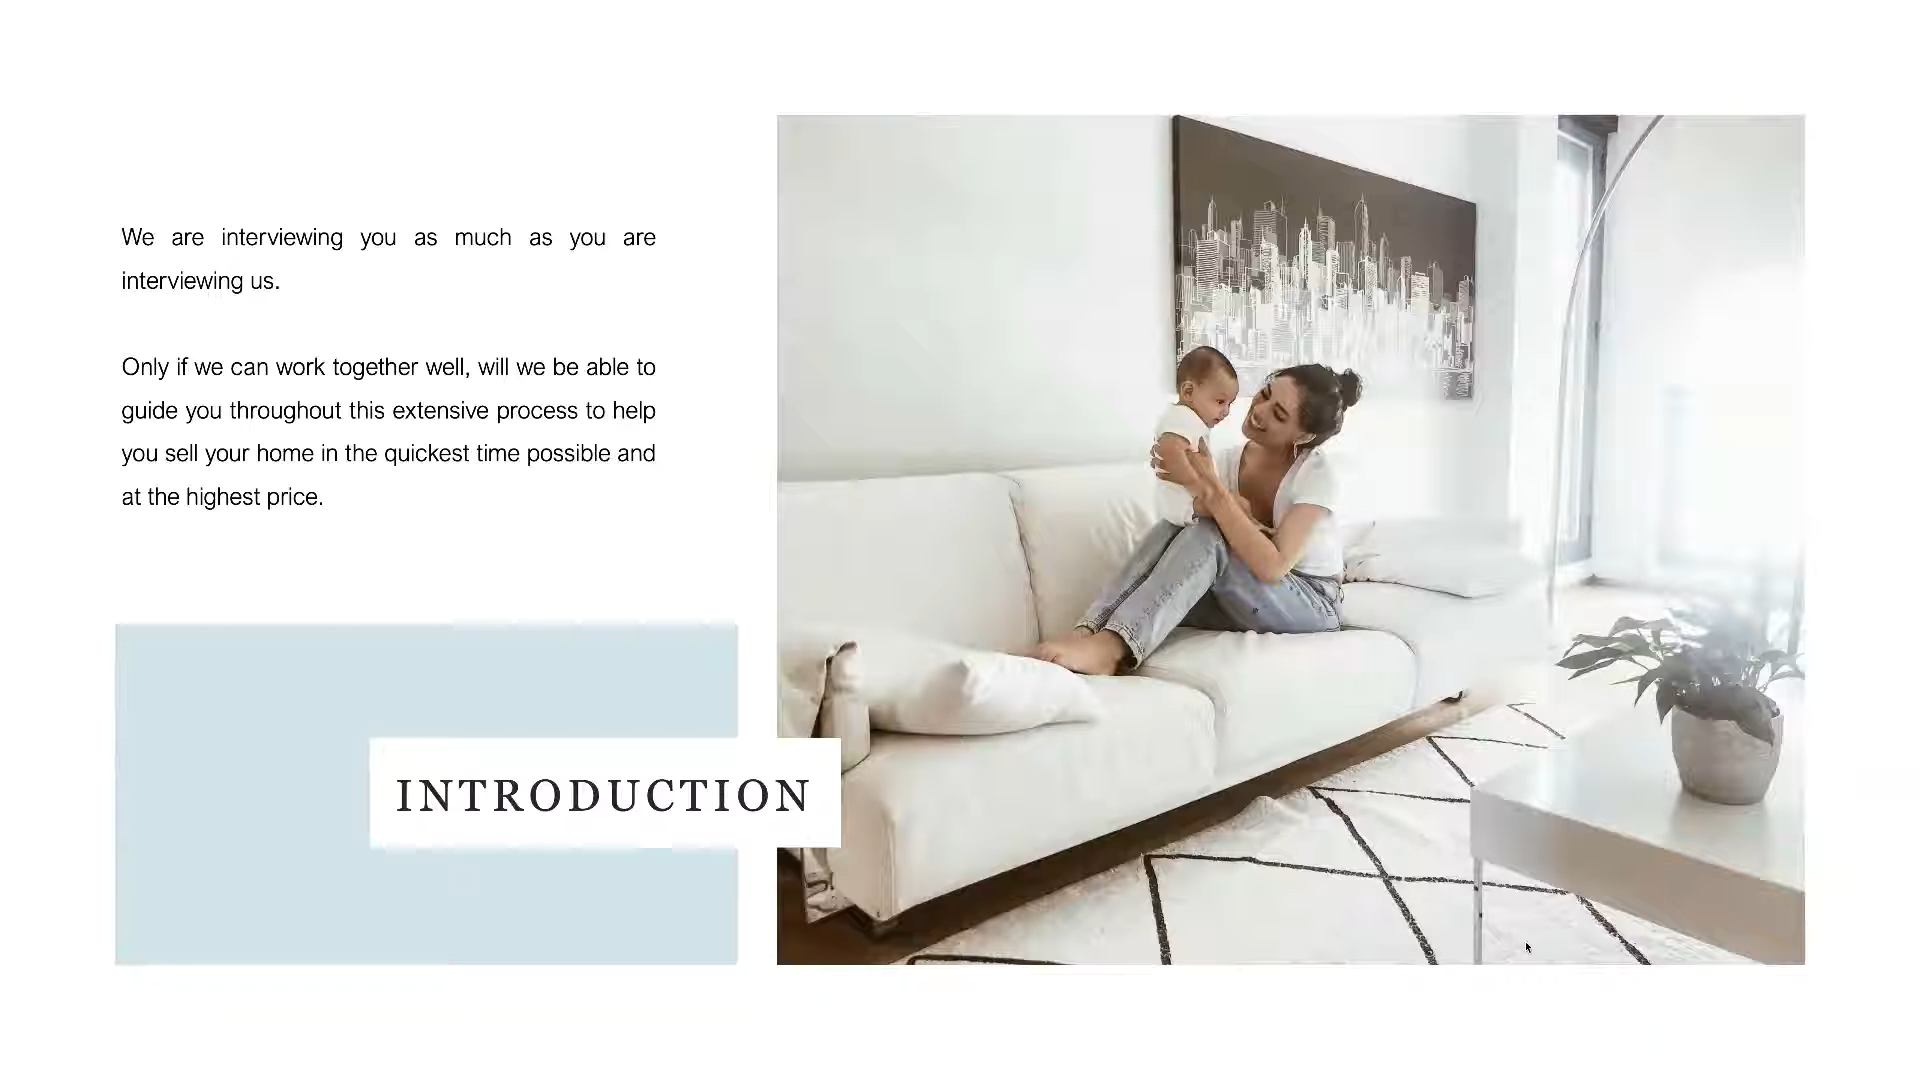 We are interviewing you as much as you are
interviewing us.
Only if we can work together well, will we be able to
guide you throughout this extensive process to help
you sell your home in the quickest time possible and
at the highest price.
INTRODUCTION